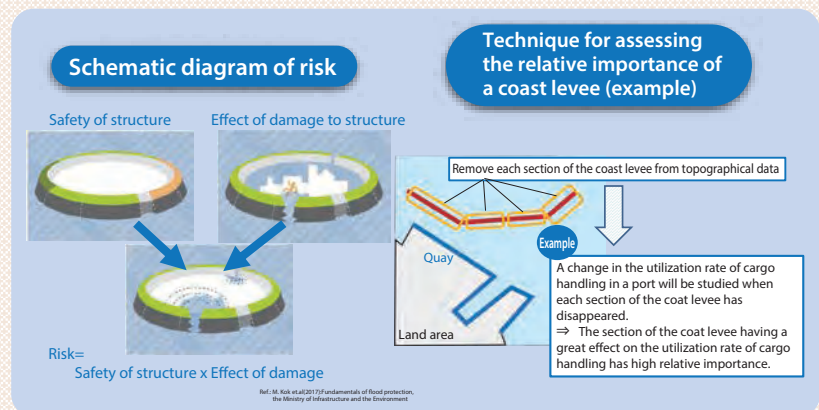 Schematic diagram of risk
Safety of structure
Effect of damage to structure
Risk=
Safety of structure x Effect of damage
Ref.: M. Kok et.al(2017):Fundamentals of flood protection,
the Ministry of Infrastructure and the Environment
Technique for assessing
the relative importance of
a coast levee (example)
Remove each section of the coast levee from topographical data
Quay
Land area
Example
A change in the utilization rate of cargo
handling in a port will be studied when
each section of the coat levee has
disappeared.
⇒ The section of the coat levee having a
great effect on the utilization rate of cargo
handling has high relative importance.